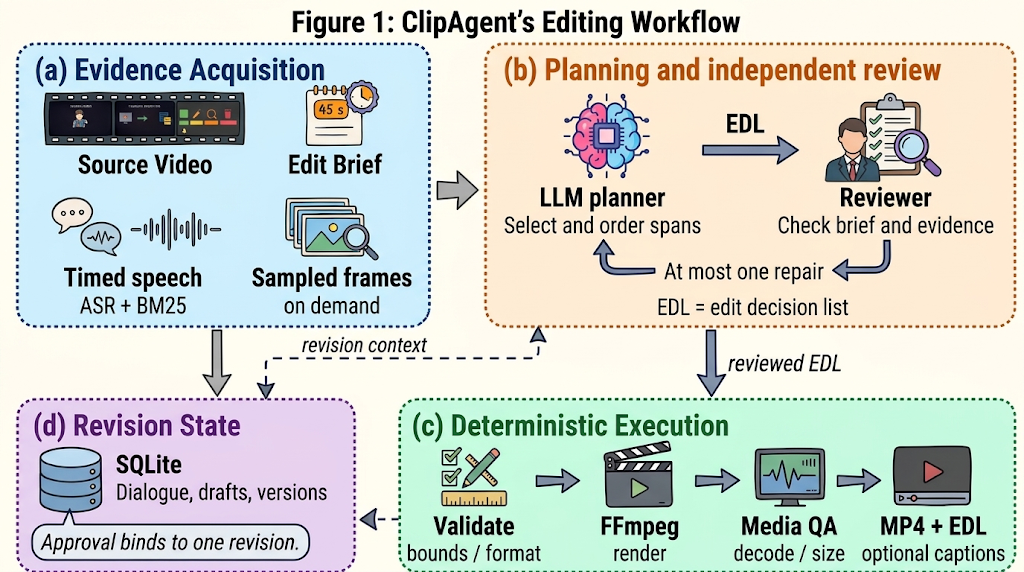 Figure 1: ClipAgent's Editing Workflow
(a) Evidence Acquisition
45 s
Source Video
Edit Brief
Timed speech
ASR + BM25
Sampled frames
on demand
(b) Planning and independent review
EDL
LLM planner
Select and order spans
Reviewer
Check brief and evidence
At most one repair
EDL = edit decision list
revision context
reviewed EDL
(d) Revision State
SQLite
Dialogue, drafts, versions
Approval binds to one revision.
(c) Deterministic Execution
Validate
bounds / format
FFmpeg
render
Media QA
decode / size
MP4 + EDL
optional captions